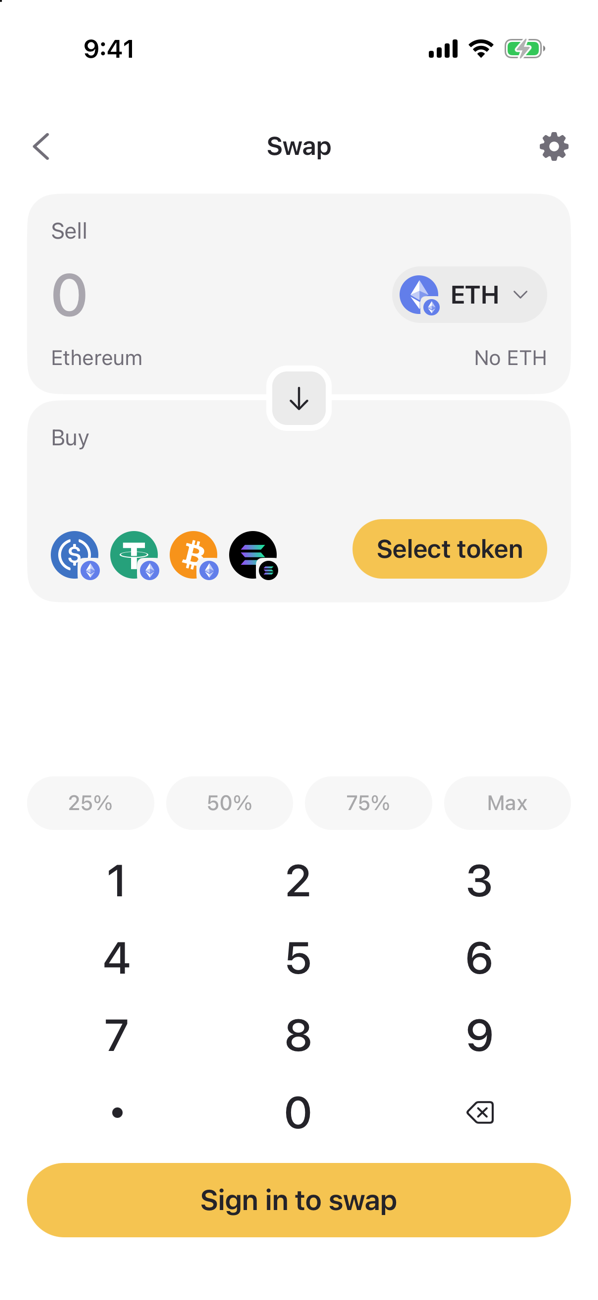 9:41
Swap
Sell
0
ETH
Ethereum
No ETH
Buy
Select token
25%
50%
75%
Max
1
2
3
4
5
6
7
8
9
.
0
Sign in to swap